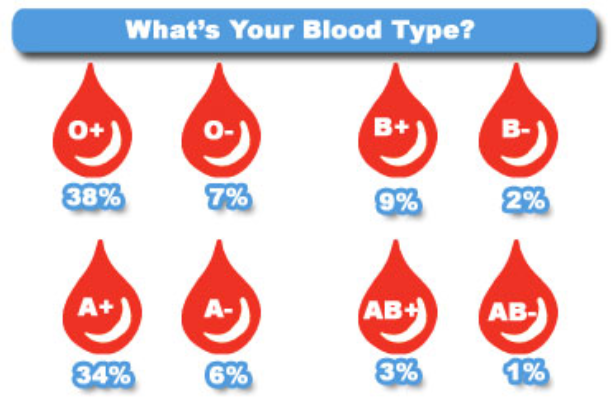 What's Your Blood Type?
O+ O- B+ B-
38% 7% 9% 2%
A+ A- AB+ AB-
34% 6% 3% 1%